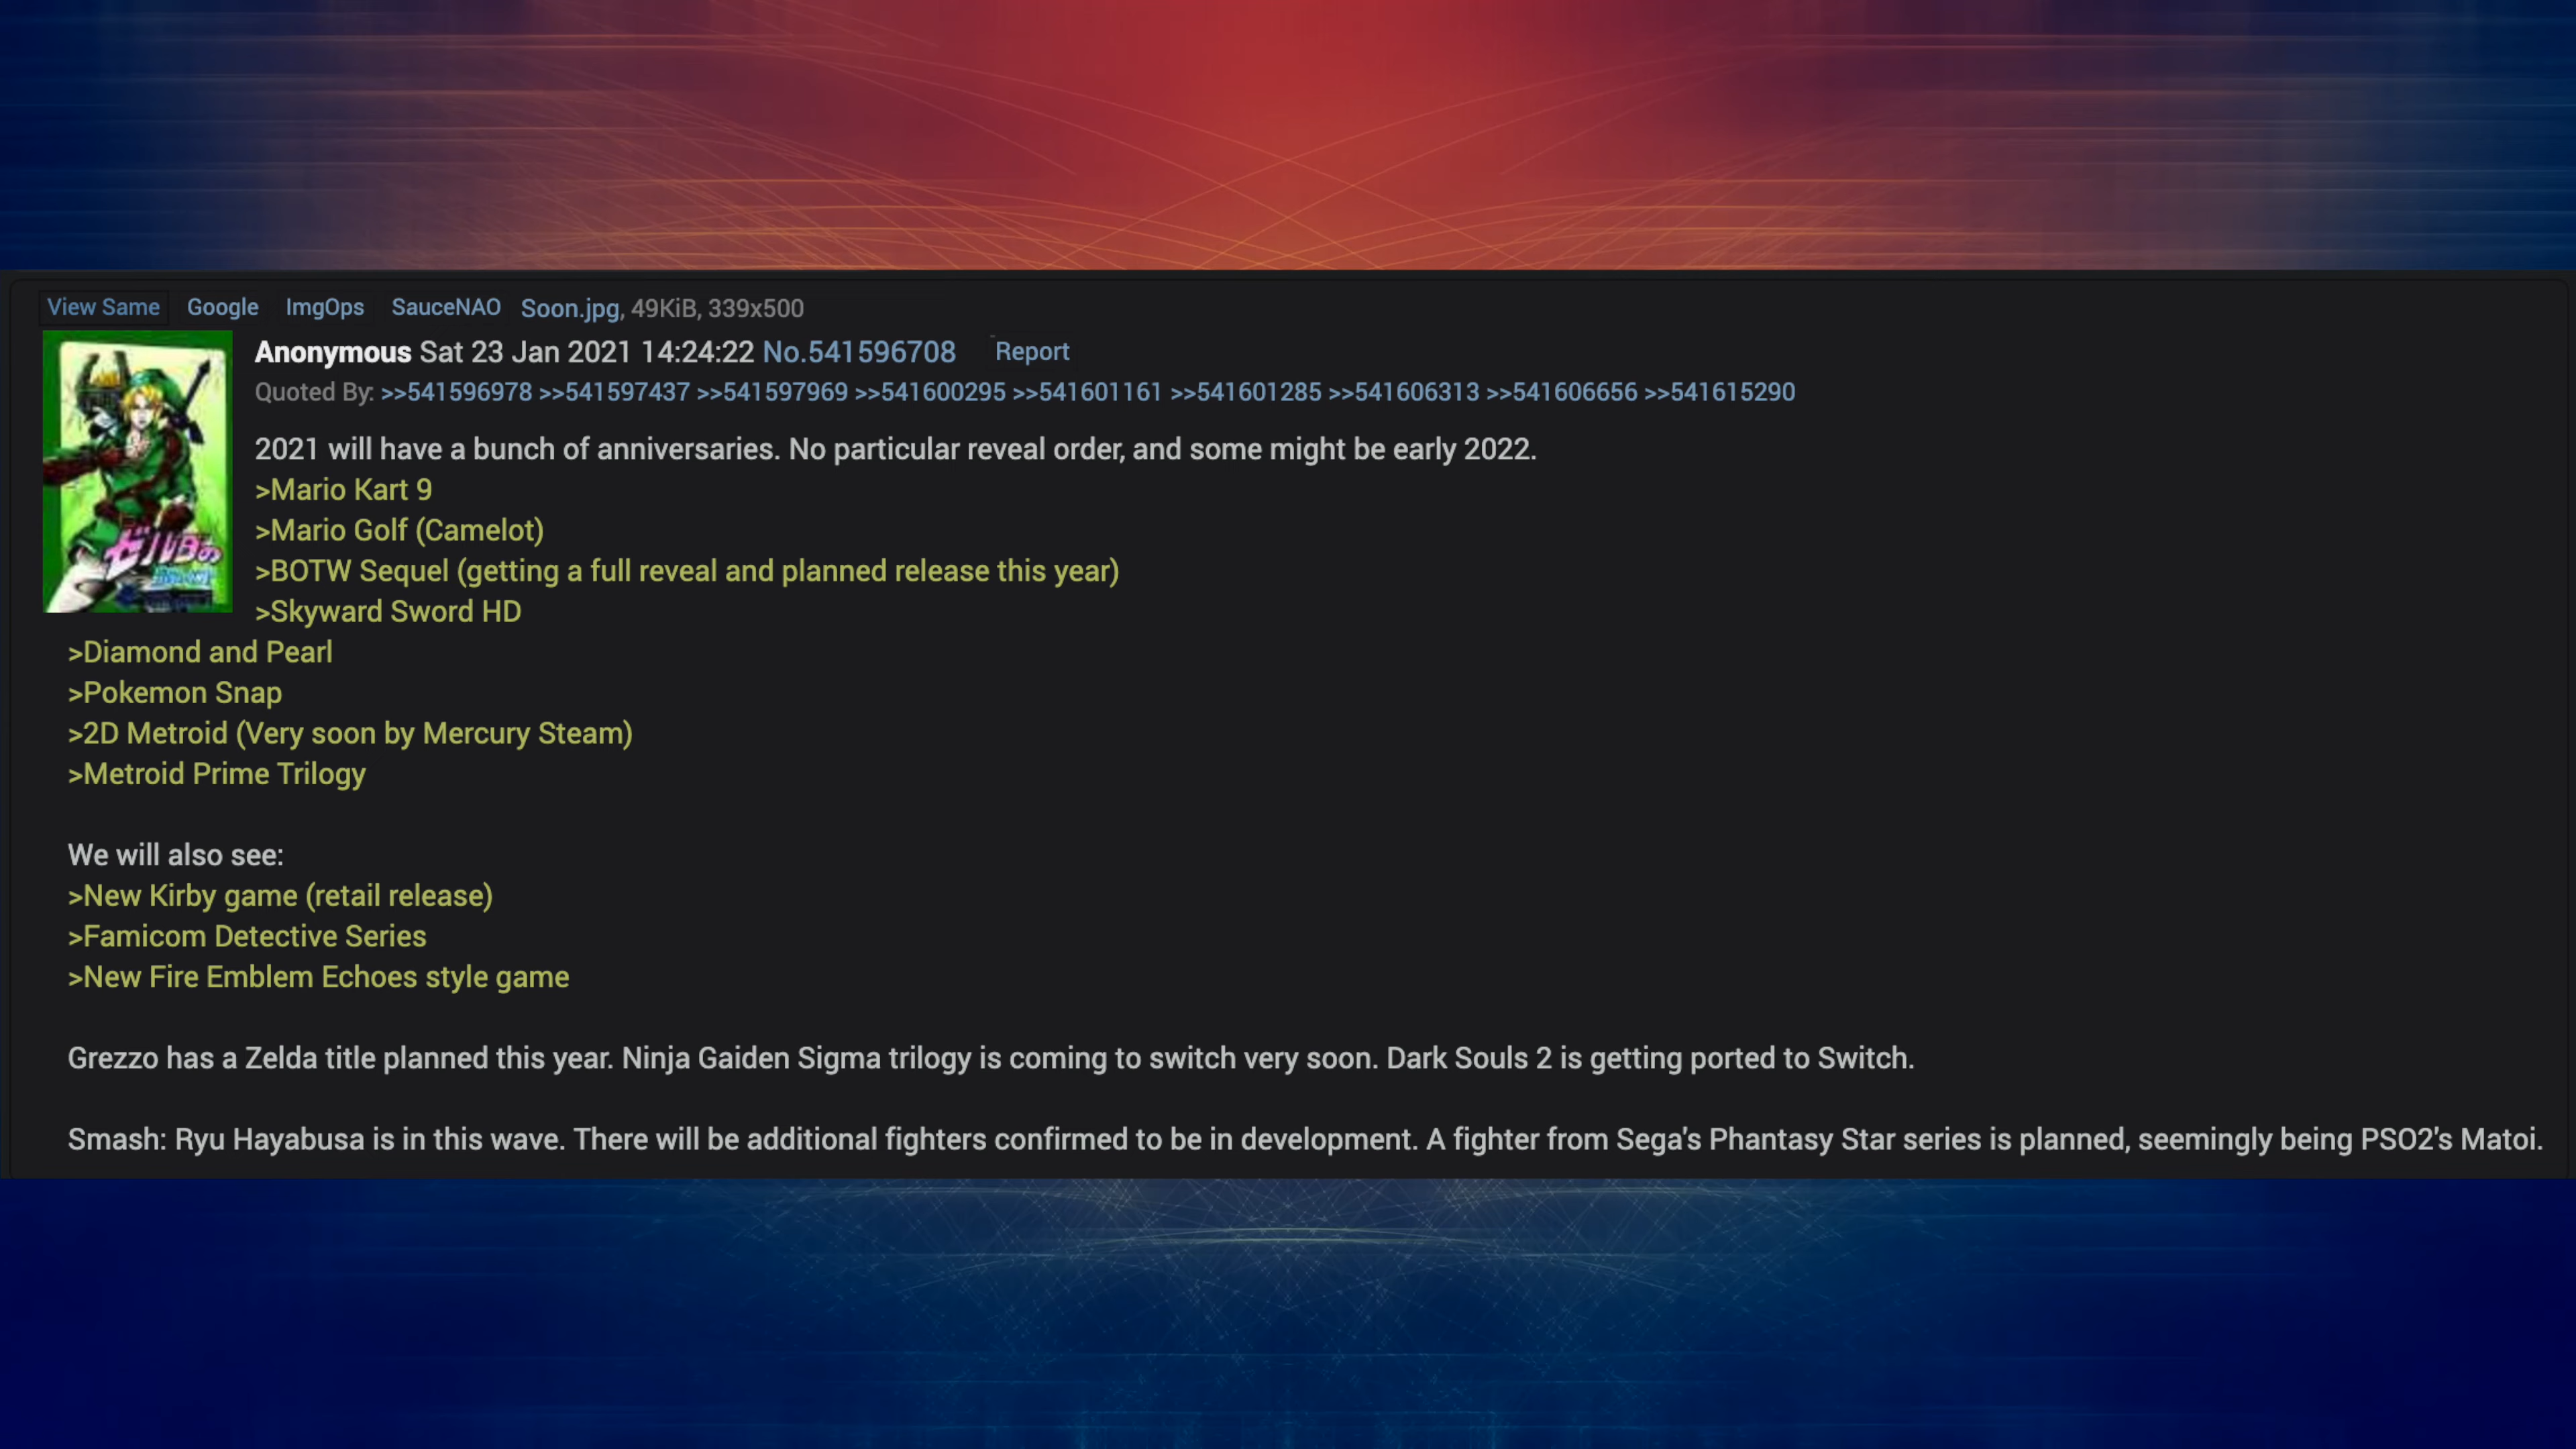 View Same Google ImgOps SauceNAO Soon.jpg, 49KiB, 339x500
Anonymous Sat 23 Jan 2021 14:24:22 No.541596708 Report
Quoted By: >>541596978 >>541597437 >>541597969 >>541600295 >>541601161 >>541601285 >>541606313 >>541606656 >>541615290
2021 will have a bunch of anniversaries. No particular reveal order, and some might be early 2022.
>Mario Kart 9
>Mario Golf (Camelot)
>BOTW Sequel (getting a full reveal and planned release this year)
>Skyward Sword HD
ゼルダの
>Diamond and Pearl
>Pokemon Snap
>2D Metroid (Very soon by Mercury Steam)
>Metroid Prime Trilogy
We will also see:
>New Kirby game (retail release)
>Famicom Detective Series
>New Fire Emblem Echoes style game
Grezzo has a Zelda title planned this year. Ninja Gaiden Sigma trilogy is coming to switch very soon. Dark Souls 2 is getting ported to Switch.
Smash: Ryu Hayabusa is in this wave. There will be additional fighters confirmed to be in development. A fighter from Sega's Phantasy Star series is planned, seemingly being PSO2's Matoi.